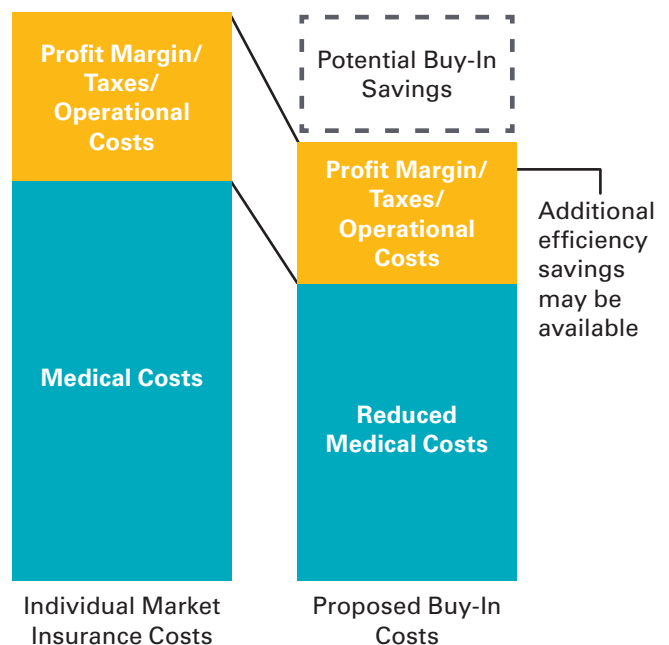 Profit Margin/
Taxes/
Operational
Costs
Medical Costs
Individual Market
Insurance Costs
Potential Buy-In
Savings
Profit Margin/
Taxes/
Operational
Costs
Reduced
Medical Costs
Proposed Buy-In
Costs
Additional
efficiency
savings
may be
available